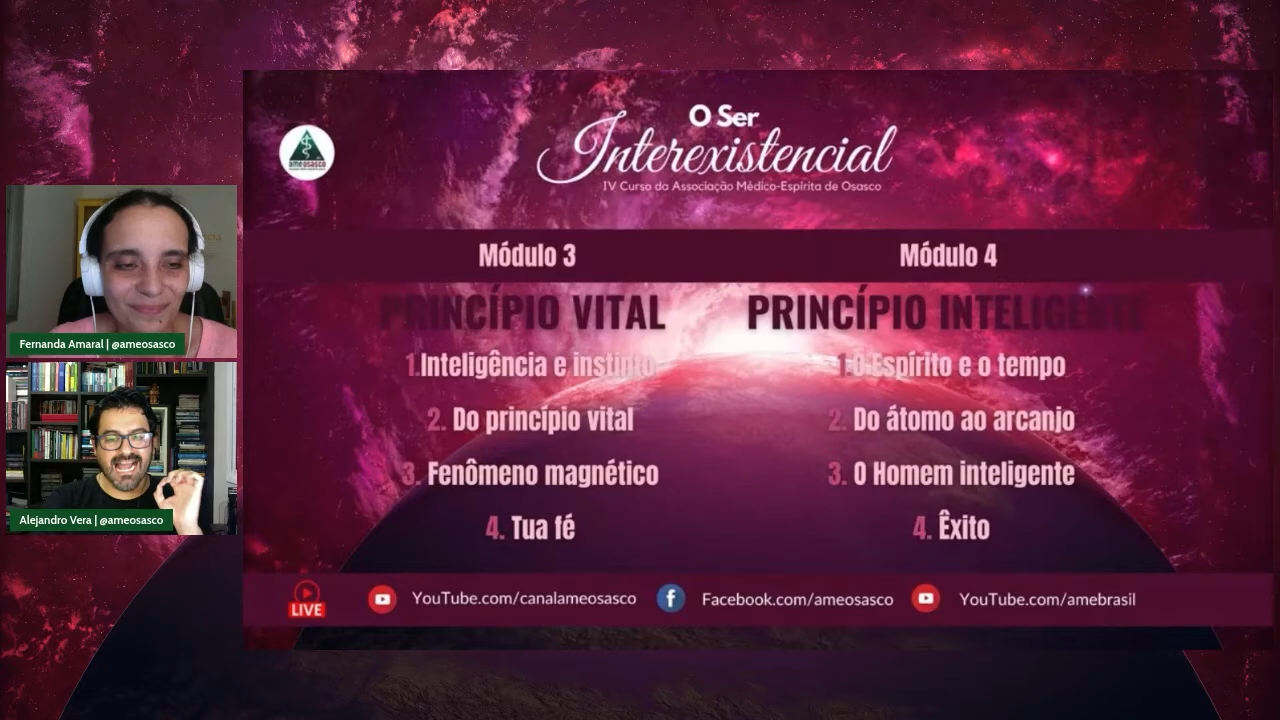 O Ser
Interexistencial
IV Curso da Associação Médico-Espírita de Osasco
ameosasco
Módulo 3
PRINCÍPIO VITAL
1. Inteligência e instinto
2. Do princípio vital
3. Fenômeno magnético
4. Tua fé
Módulo 4
PRINCÍPIO INTELIGENTE
1. O Espírito e o tempo
2. Do átomo ao arcanjo
3. O Homem inteligente
4. Êxito
Fernanda Amaral | @ameosasco
Alejandro Vera | @ameosasco
LIVE
YouTube.com/canalameosasco
Facebook.com/ameosasco
YouTube.com/amebrasil